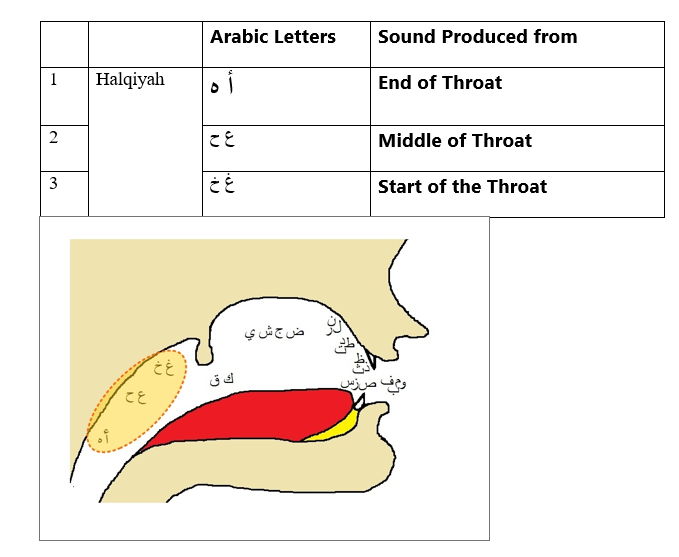 Arabic Letters Sound Produced from
1 Halqiyah أ ه End of Throat
2 ع ح Middle of Throat
3 غ خ Start of the Throat
ض ج ش ي
ن
ل ر
ط د ت
ظ ذ ث
غ خ
ك ق
ص ز س
ف
و م ب
ع ح
أ ه